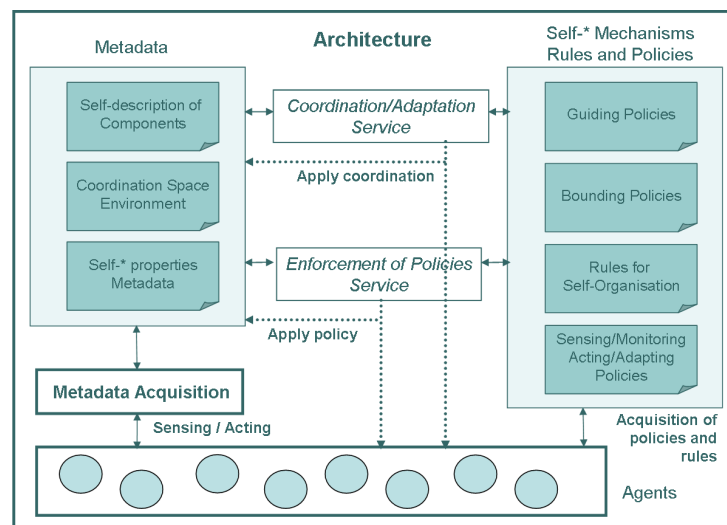 Architecture
Metadata
Self-* Mechanisms
Rules and Policies
Self-description of
Components
Coordination Space
Environment
Self-* properties
Metadata
Coordination/Adaptation
Service
Apply coordination
Enforcement of Policies
Service
Apply policy
Guiding Policies
Bounding Policies
Rules for
Self-Organisation
Sensing/Monitoring
Acting/Adapting
Policies
Metadata Acquisition
Sensing / Acting
Acquisition of
policies and
rules
Agents